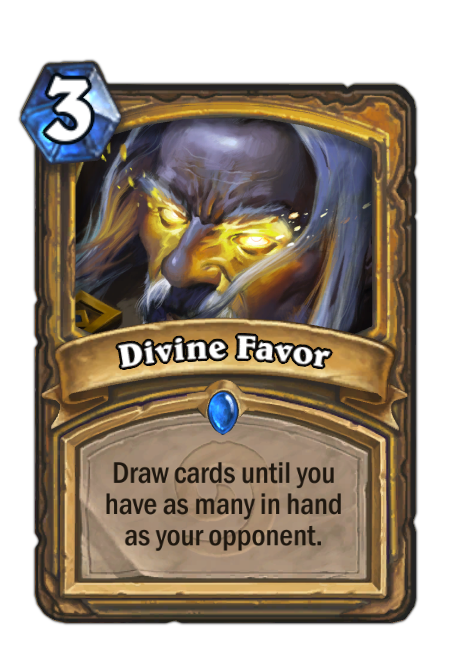 3
Divine Favor
Draw cards until you
have as many in hand
as your opponent.